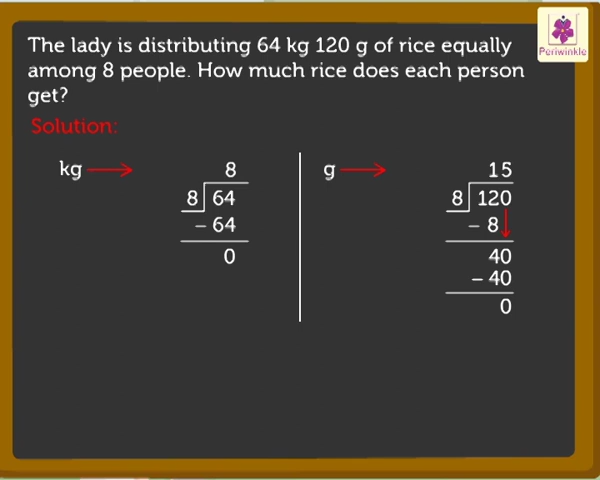 The lady is distributing 64 kg 120 g of rice equally
among 8 people. How much rice does each person
get?
Periwinkle
Solution:
kg → 8
8 64
– 64
0
g → 15
8 120
– 8
40
– 40
0